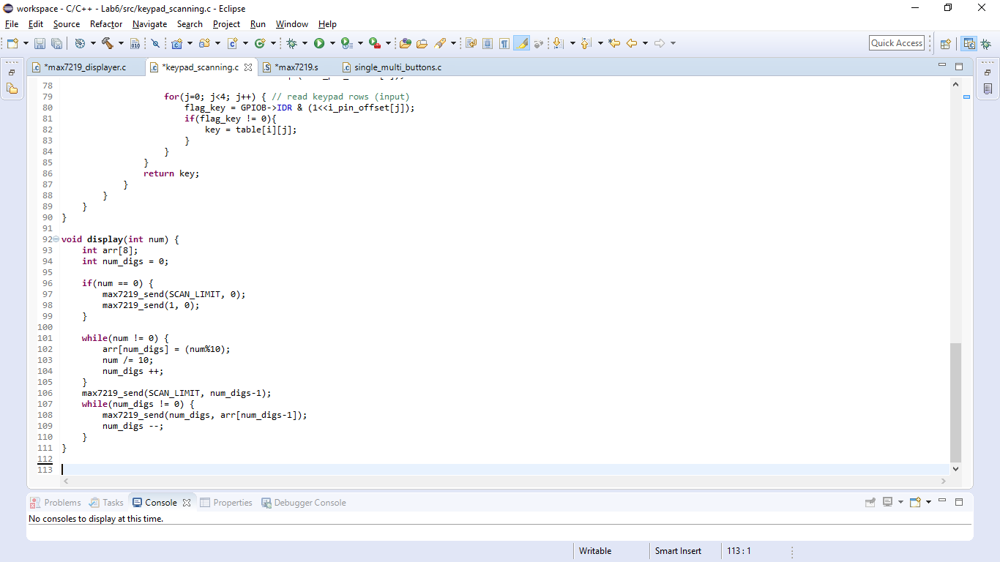 workspace - C/C++ - Lab6/src/keypad_scanning.c - Eclipse
File Edit Source Refactor Navigate Search Project Run Window Help
Quick Access
*max7219_displayer.c *keypad_scanning.c *max7219.s single_multi_buttons.c
78
79 for(j=0; j<4; j++) { // read keypad rows (input)
80 flag_key = GPIOB->IDR & (1<<i_pin_offset[j]);
81 if(flag_key != 0){
82 key = table[i][j];
83 }
84 }
85 }
86 return key;
87 }
88 }
89 }
90 }
91
92 void display(int num) {
93 int arr[8];
94 int num_digs = 0;
95
96 if(num == 0) {
97 max7219_send(SCAN_LIMIT, 0);
98 max7219_send(1, 0);
99 }
100
101 while(num != 0) {
102 arr[num_digs] = (num%10);
103 num /= 10;
104 num_digs ++;
105 }
106 max7219_send(SCAN_LIMIT, num_digs-1);
107 while(num_digs != 0) {
108 max7219_send(num_digs, arr[num_digs-1]);
109 num_digs --;
110 }
111 }
112
113
Problems Tasks Console Properties Debugger Console
No consoles to display at this time.
Writable Smart Insert 113 : 1